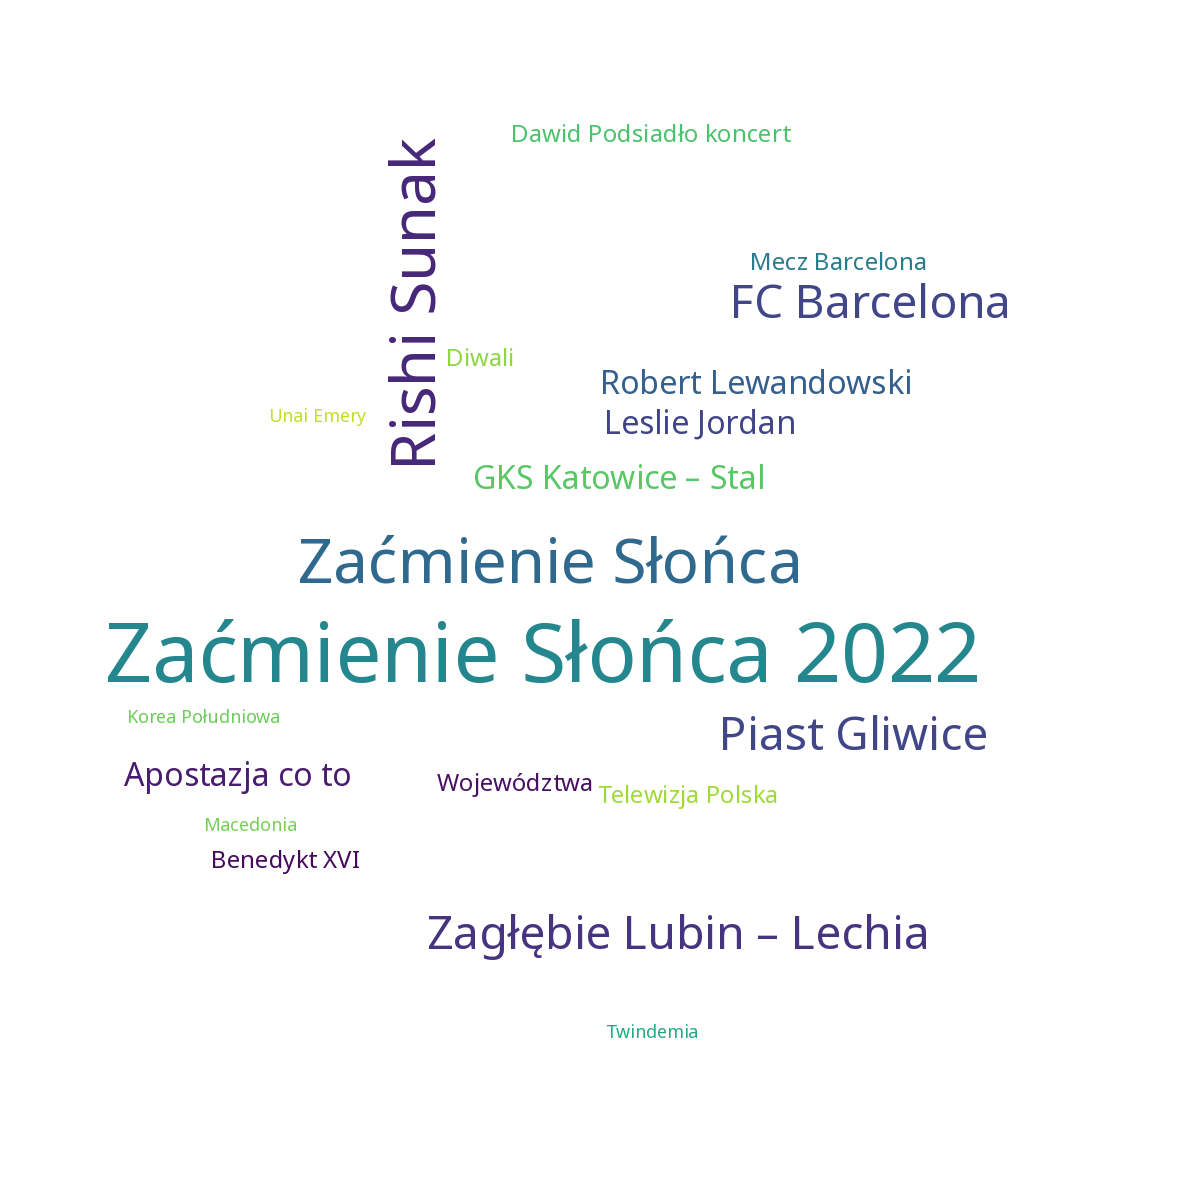 Dawid Podsiadło koncert
Rishi Sunak
Mecz Barcelona
FC Barcelona
Diwali
Robert Lewandowski
Unai Emery
Leslie Jordan
GKS Katowice – Stal
Zaćmienie Słońca
Zaćmienie Słońca 2022
Korea Południowa
Piast Gliwice
Apostazja co to
Województwa
Telewizja Polska
Macedonia
Benedykt XVI
Zagłębie Lubin – Lechia
Twindemia